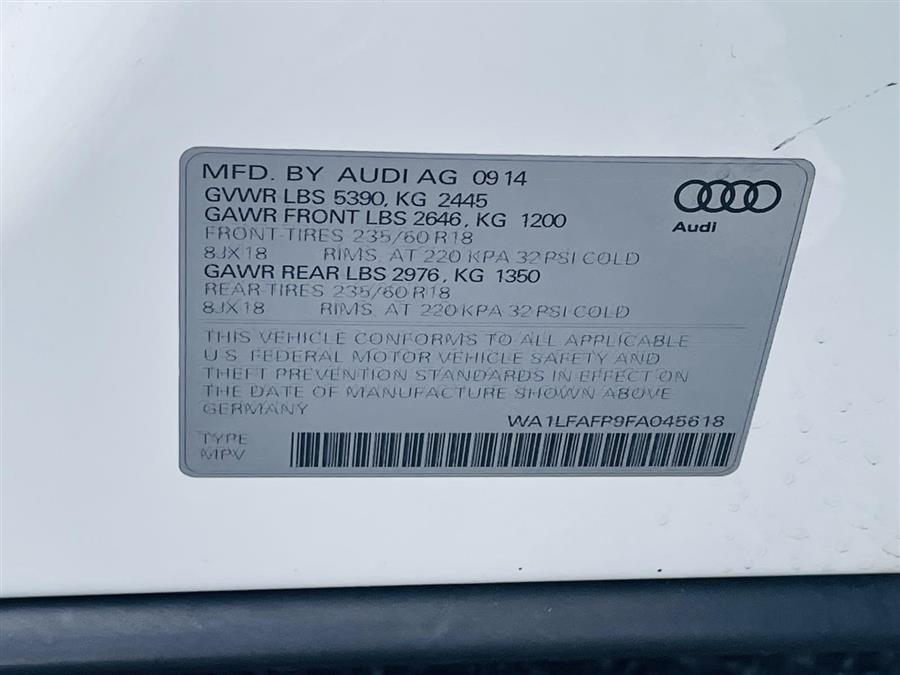 MFD. BY AUDI AG 09 14
GVWR LBS 5390, KG 2445
GAWR FRONT LBS 2646, KG 1200
FRONT-TIRES 235/60 R18
8JX18 RIMS, AT 220 KPA 32 PSI COLD
GAWR REAR LBS 2976, KG 1350
REAR-TIRES 235/60 R18
8JX18 RIMS, AT 220 KPA 32 PSI COLD
Audi
THIS VEHICLE CONFORMS TO ALL APPLICABLE
U.S. FEDERAL MOTOR VEHICLE SAFETY AND
THEFT PREVENTION STANDARDS IN EFFECT ON
THE DATE OF MANUFACTURE SHOWN ABOVE
GERMANY
WA1LFAFP9FA045618
TYPE
MPV